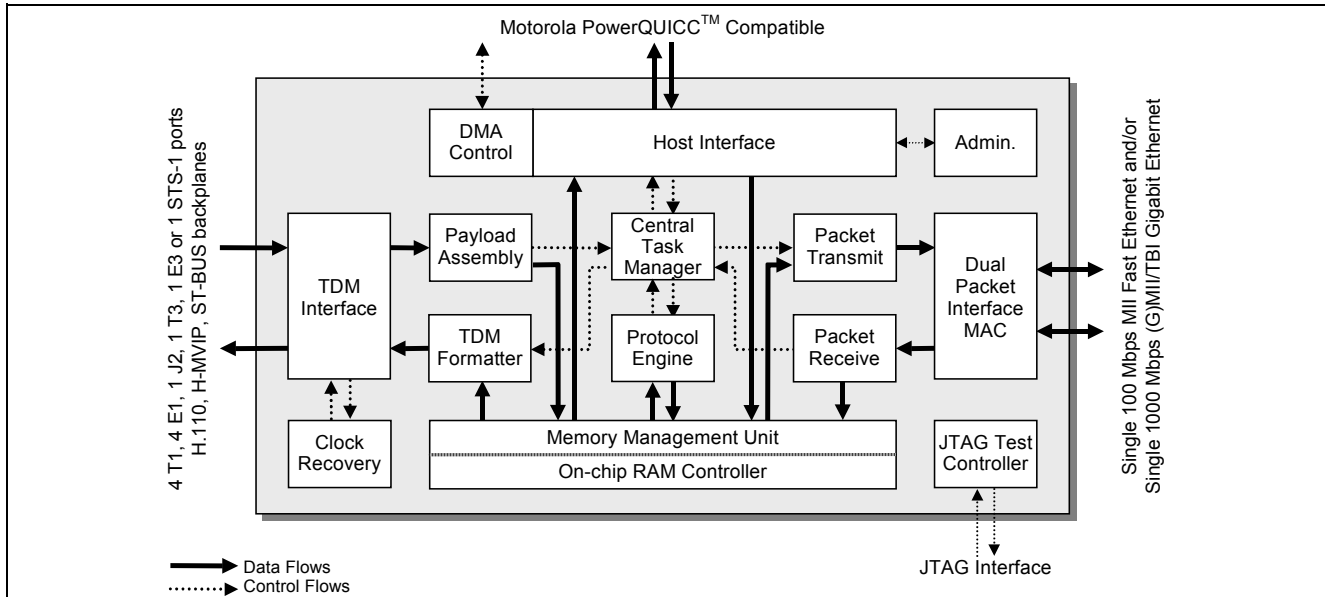 Motorola PowerQUICC™ Compatible
DMA
Control
Host Interface
Admin.
4 T1, 4 E1, 1 J2, 1 T3, 1 E3 or 1 STS-1 ports
H.110, H-MVIP, ST-BUS backplanes
TDM
Interface
Payload
Assembly
Central
Task
Manager
Packet
Transmit
Dual
Packet
Interface
MAC
Single 100 Mbps MII Fast Ethernet and/or
Single 1000 Mbps (G)MII/TBI Gigabit Ethernet
TDM
Formatter
Protocol
Engine
Packet
Receive
Clock
Recovery
Memory Management Unit
On-chip RAM Controller
JTAG Test
Controller
Data Flows
Control Flows
JTAG Interface